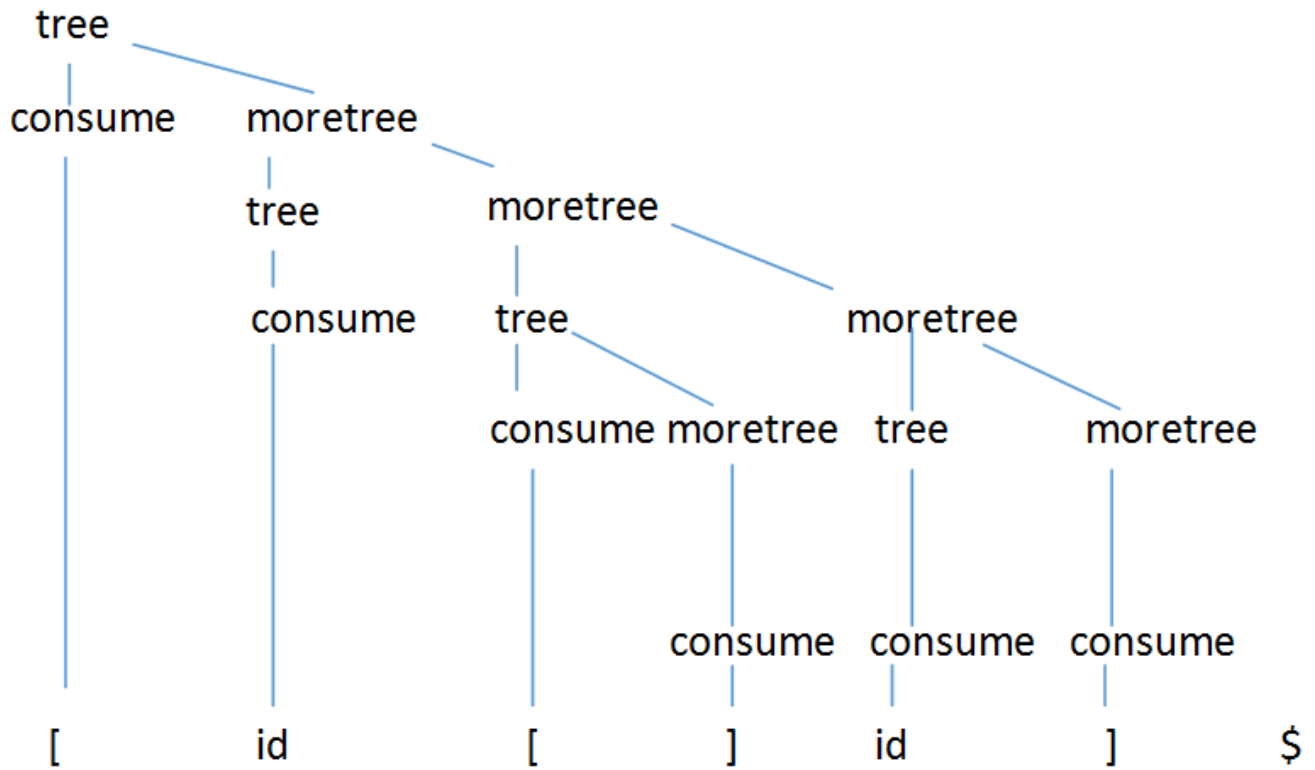 tree
consume moretree
tree moretree
consume tree moretree
consume moretree tree moretree
consume consume consume
[ id [ ] id ] $